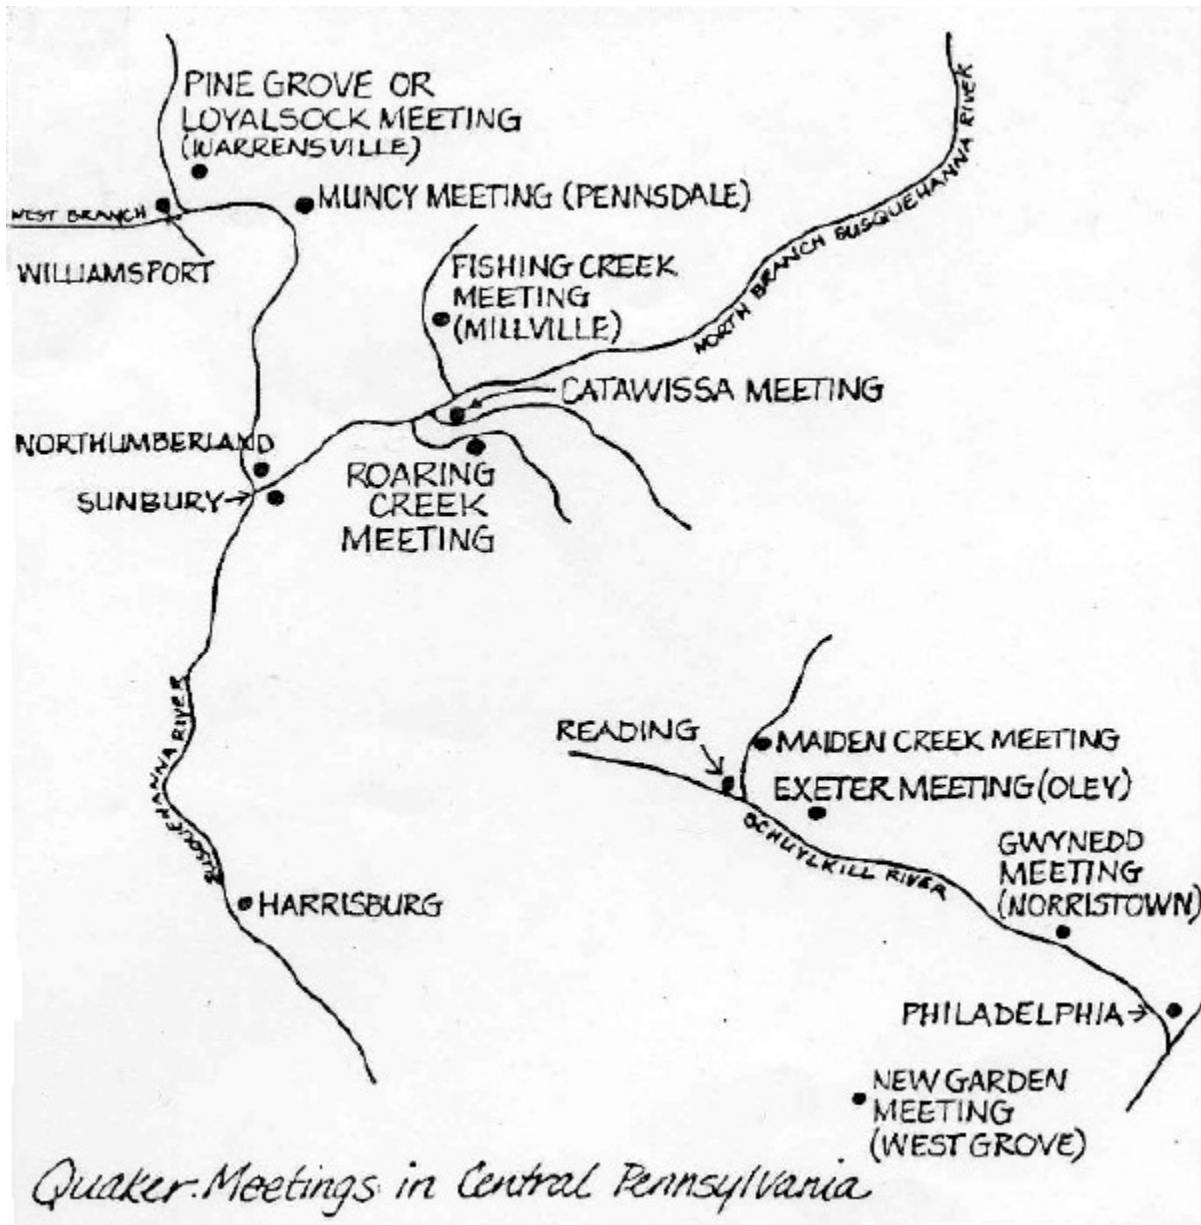 PINE GROVE OR
LOYALSOCK MEETING
(WARRENSVILLE)
WEST BRANCH
MUNCY MEETING (PENNSDALE)
WILLIAMSPORT
FISHING CREEK
MEETING
(MILLVILLE)
NORTH BRANCH SUSQUEHANNA RIVER
CATAWISSA MEETING
NORTHUMBERLAND
SUNBURY
ROARING
CREEK
MEETING
SUSQUEHANNA RIVER
HARRISBURG
READING
MAIDEN CREEK MEETING
EXETER MEETING (OLEY)
SCHUYLKILL RIVER
GWYNEDD
MEETING
(NORRISTOWN)
PHILADELPHIA
NEW GARDEN
MEETING
(WEST GROVE)
Quaker Meetings in Central Pennsylvania